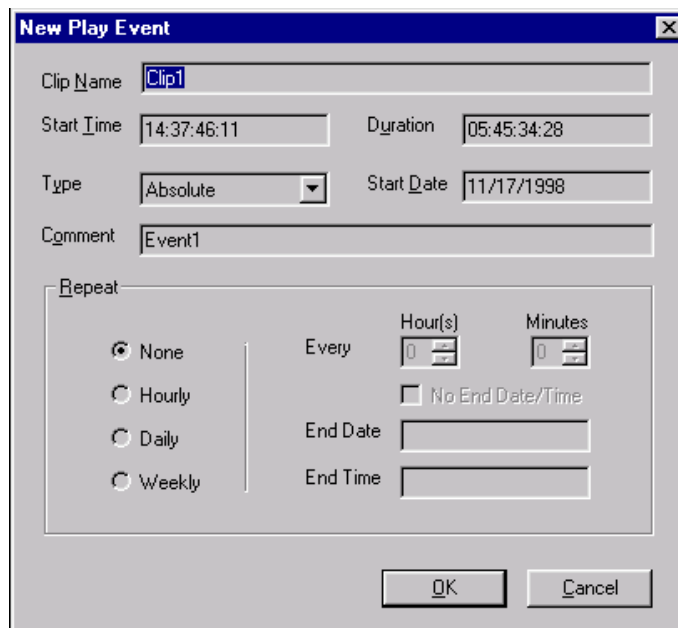 New Play Event
Clip Name Clip1
Start Time 14:37:46:11 Duration 05:45:34:28
Type Absolute Start Date 11/17/1998
Comment Event1
Repeat
Hour(s) Minutes
None Every 0 0
Hourly No End Date/Time
Daily End Date
Weekly End Time
OK Cancel